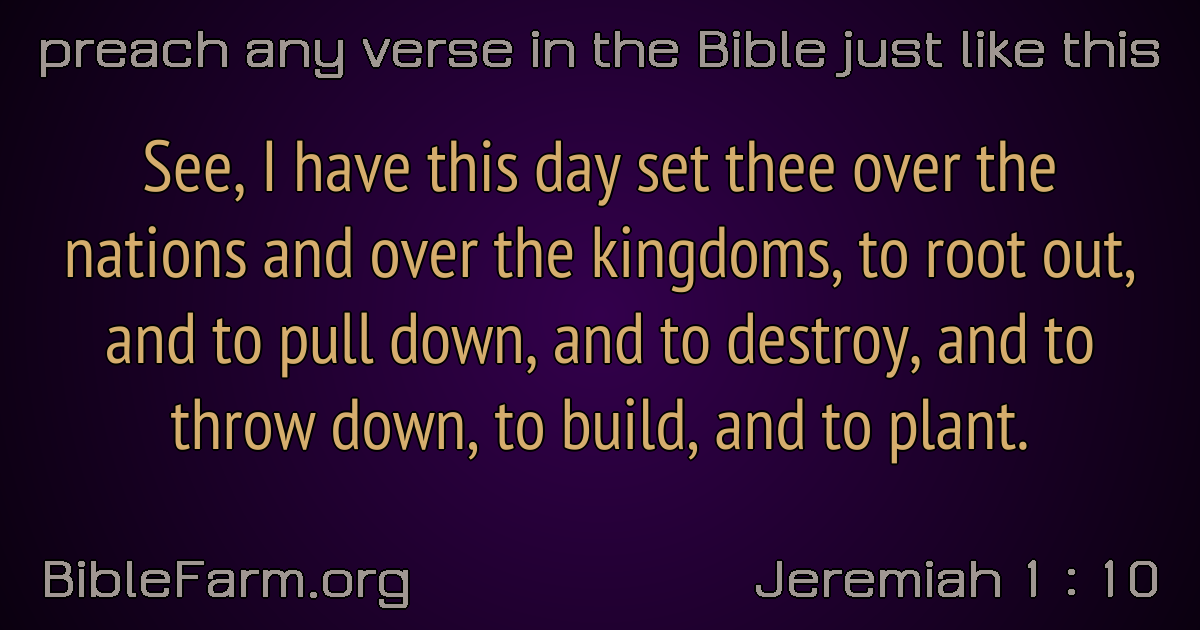 preach any verse in the Bible just like this
See, I have this day set thee over the
nations and over the kingdoms, to root out,
and to pull down, and to destroy, and to
throw down, to build, and to plant.
BibleFarm.org
Jeremiah 1 : 10